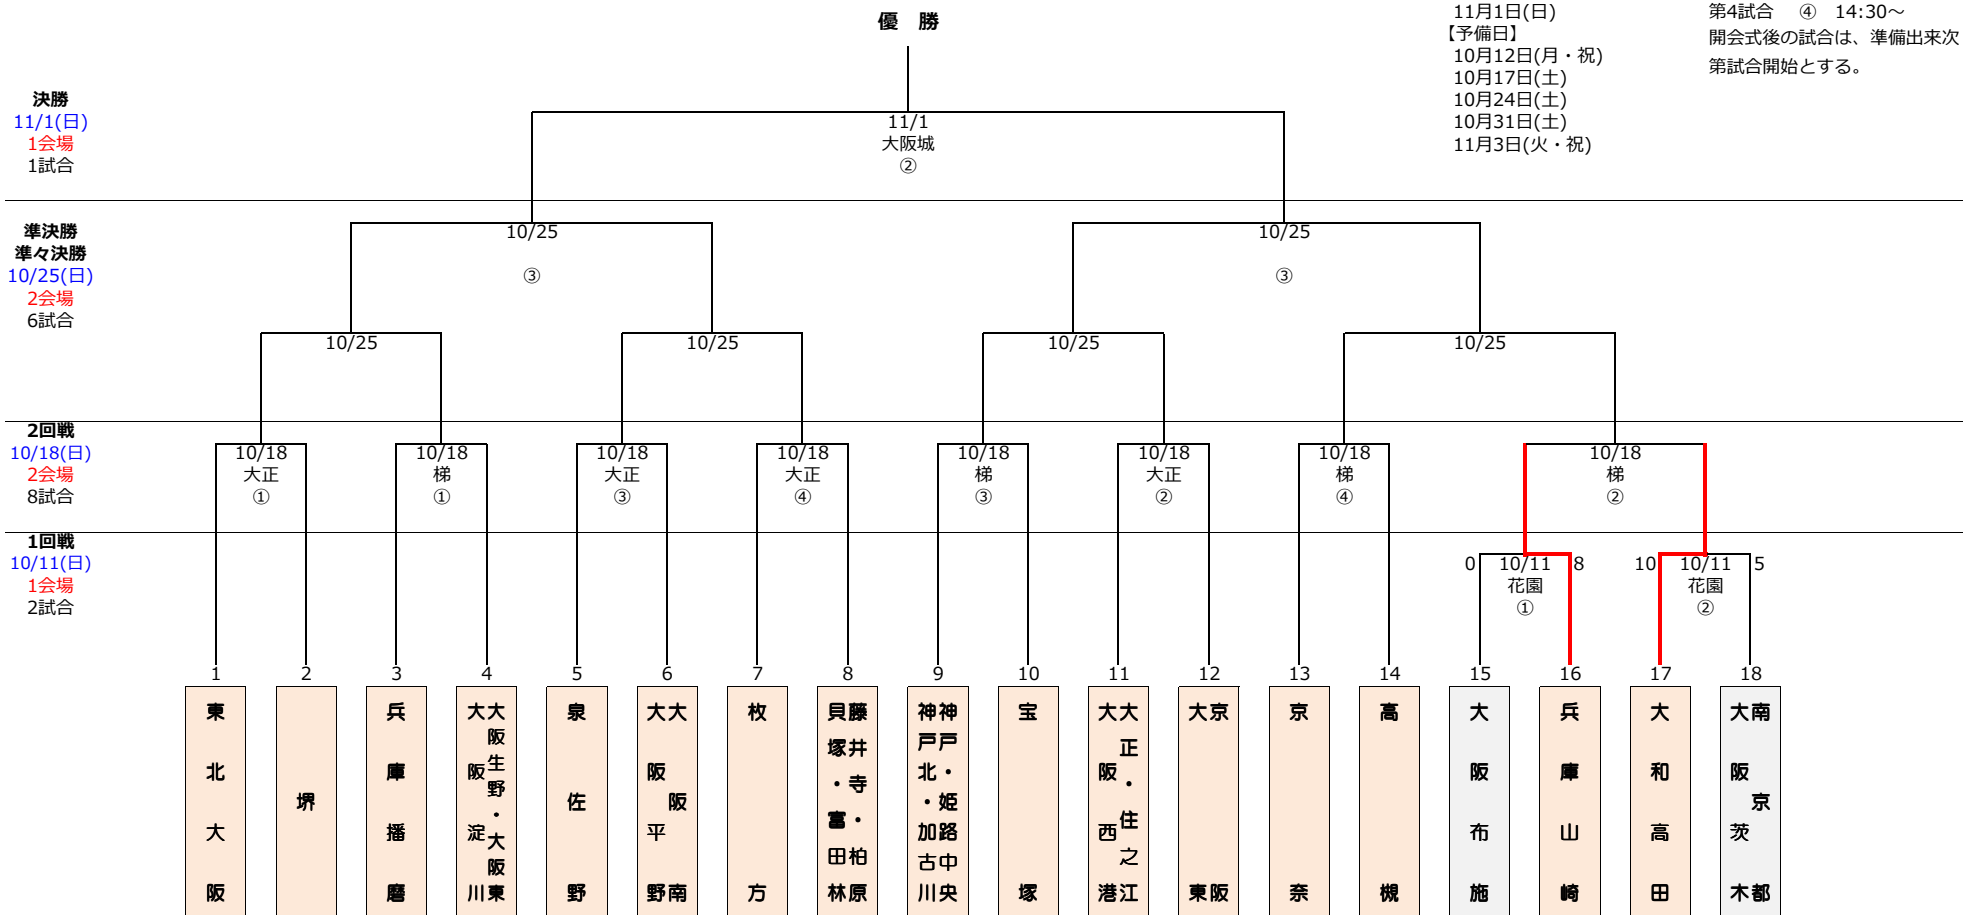 優　勝
11月1日(日)
【予備日】
10月12日(月・祝)
10月17日(土)
10月24日(土)
10月31日(土)
11月3日(火・祝)
第4試合　④　14:30～
開会式後の試合は、準備出来次
第試合開始とする。
決勝
11/1(日)
1会場
1試合
11/1
大阪城
②
準決勝
準々決勝
10/25(日)
2会場
6試合
10/25
③
10/25
③
10/25
10/25
10/25
10/25
2回戦
10/18(日)
2会場
8試合
10/18
大正
①
10/18
梯
①
10/18
大正
③
10/18
大正
④
10/18
梯
③
10/18
大正
②
10/18
梯
④
10/18
梯
②
1回戦
10/11(日)
1会場
2試合
0 10/11 8
花園
①
10 10/11 5
花園
②
1
東北大阪
2
堺
3
兵庫播磨
4
大阪生野・大阪東
大阪淀川
5
泉佐野
6
大阪南
大阪平野
7
枚方
8
藤井寺・柏原
貝塚・富田林
9
神戸・姫路中央
神戸北・加古川
10
宝塚
11
大正・住之江
大阪西港
12
京阪
大東
13
京奈
14
高槻
15
大阪布施
16
兵庫山崎
17
大和高田
18
南京都
大阪茨木